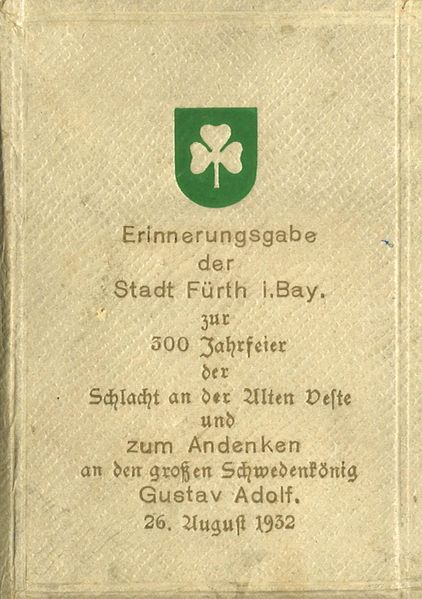 Erinnerungsgabe
der
Stadt Fürth i.Bay.
zur
300 Jahrfeier
der
Schlacht an der Alten Veste
und
zum Andenken
an den großen Schwedenkönig
Gustav Adolf.
26. August 1932